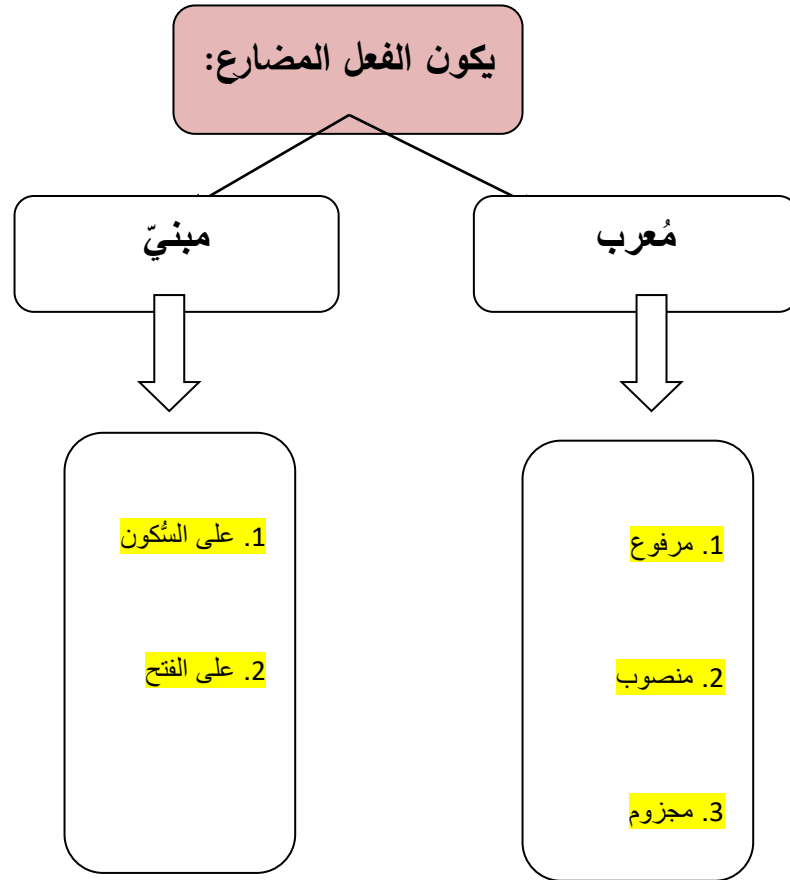 يكون الفعل المضارع:
مُعرب
مبنيّ
1. مرفوع
2. منصوب
3. مجزوم
1. على السُّكون
2. على الفتح